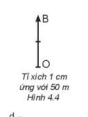 B
O
Tỉ xích 1 cm
ứng với 50 m
Hình 4.4